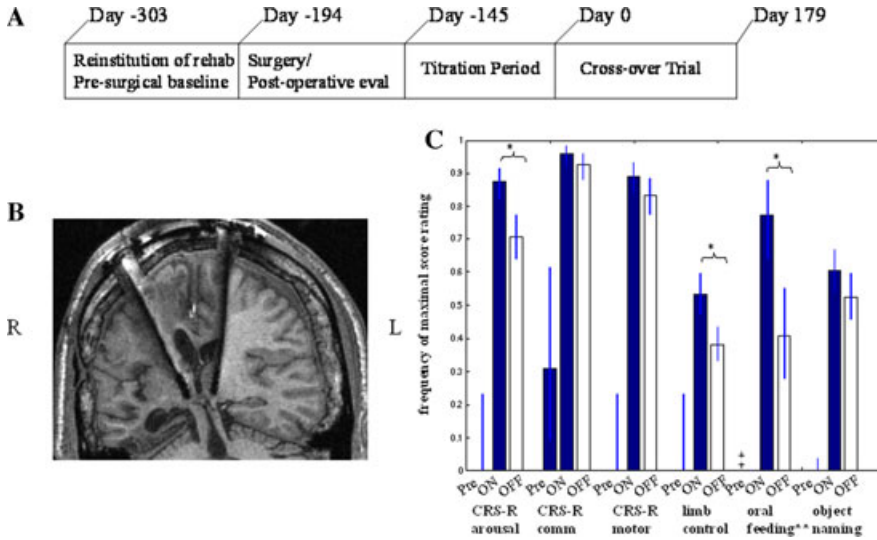 A
Day -303 Day -194 Day -145 Day 0 Day 179
Reinstitution of rehab
Pre-surgical baseline
Surgery/
Post-operative eval
Titration Period
Cross-over Trial
B
R
L
C
frequency of maximal score rating
1
0.9
0.8
0.7
0.6
0.5
0.4
0.3
0.2
0.1
0
*
*
*
‡
Pre ON OFF Pre ON OFF Pre ON OFF Pre ON OFF Pre ON OFF Pre ON OFF
CRS-R
arousal
CRS-R
comm
CRS-R
motor
limb
control
oral
feeding**
object
naming